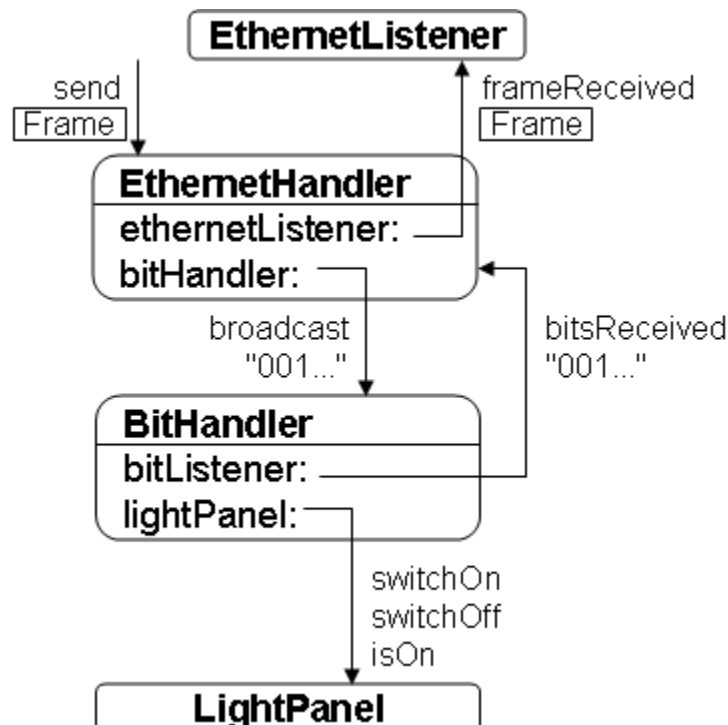 EthernetListener
send
Frame
frameReceived
Frame
EthernetHandler
ethernetListener:
bitHandler:
broadcast
"001..."
bitsReceived
"001..."
BitHandler
bitListener:
lightPanel:
switchOn
switchOff
isOn
LightPanel